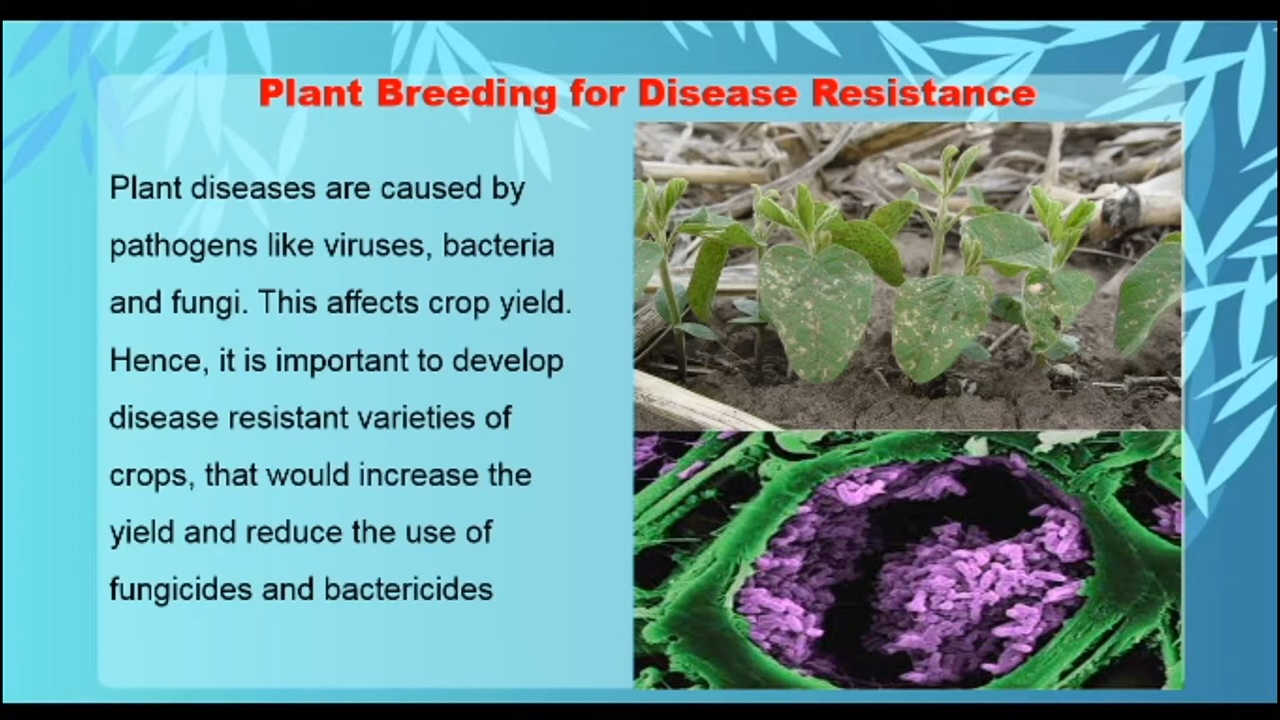 Plant Breeding for Disease Resistance
Plant diseases are caused by
pathogens like viruses, bacteria
and fungi. This affects crop yield.
Hence, it is important to develop
disease resistant varieties of
crops, that would increase the
yield and reduce the use of
fungicides and bactericides